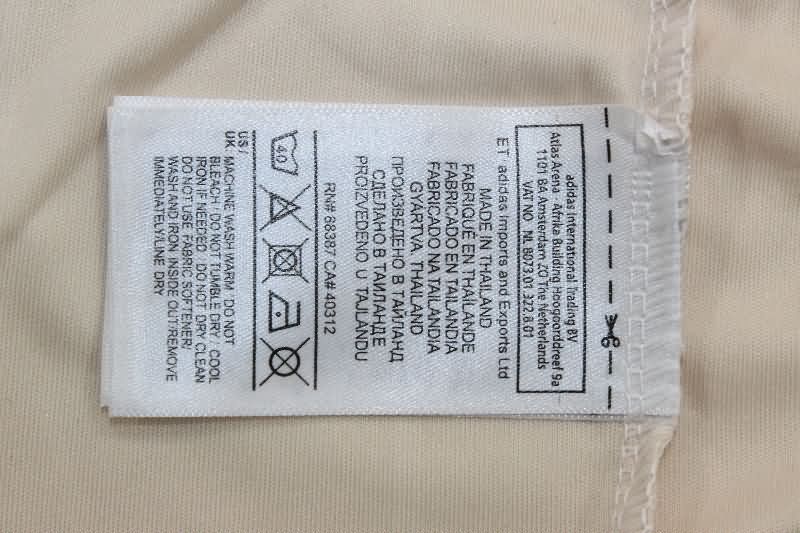 adidas International Trading BV
Atlas Arena - Afrika Building Hoogoorddreef 9a
1101 BA Amsterdam ZO The Netherlands
VAT NO. NL 8073.01.322.B.01
ET: adidas Imports and Exports Ltd
MADE IN THAILAND
FABRIQUÉ EN THAÏLANDE
FABRICADO EN TAILANDIA
FABRICADO NA TAILÂNDIA
GYÁRTVA: THAILAND
ПРОИЗВЕДЕНО В ТАЙЛАНД
СДЕЛАНО В ТАИЛАНДЕ
PROIZVEDENO U TAJLANDU
RN# 88387 CA# 40312
40
US /
UK MACHINE WASH WARM / DO NOT
BLEACH / DO NOT TUMBLE DRY / COOL
IRON IF NEEDED / DO NOT DRY CLEAN
DO NOT USE FABRIC SOFTENER/
WASH AND IRON INSIDE OUT/REMOVE
IMMEDIATELY/LINE DRY